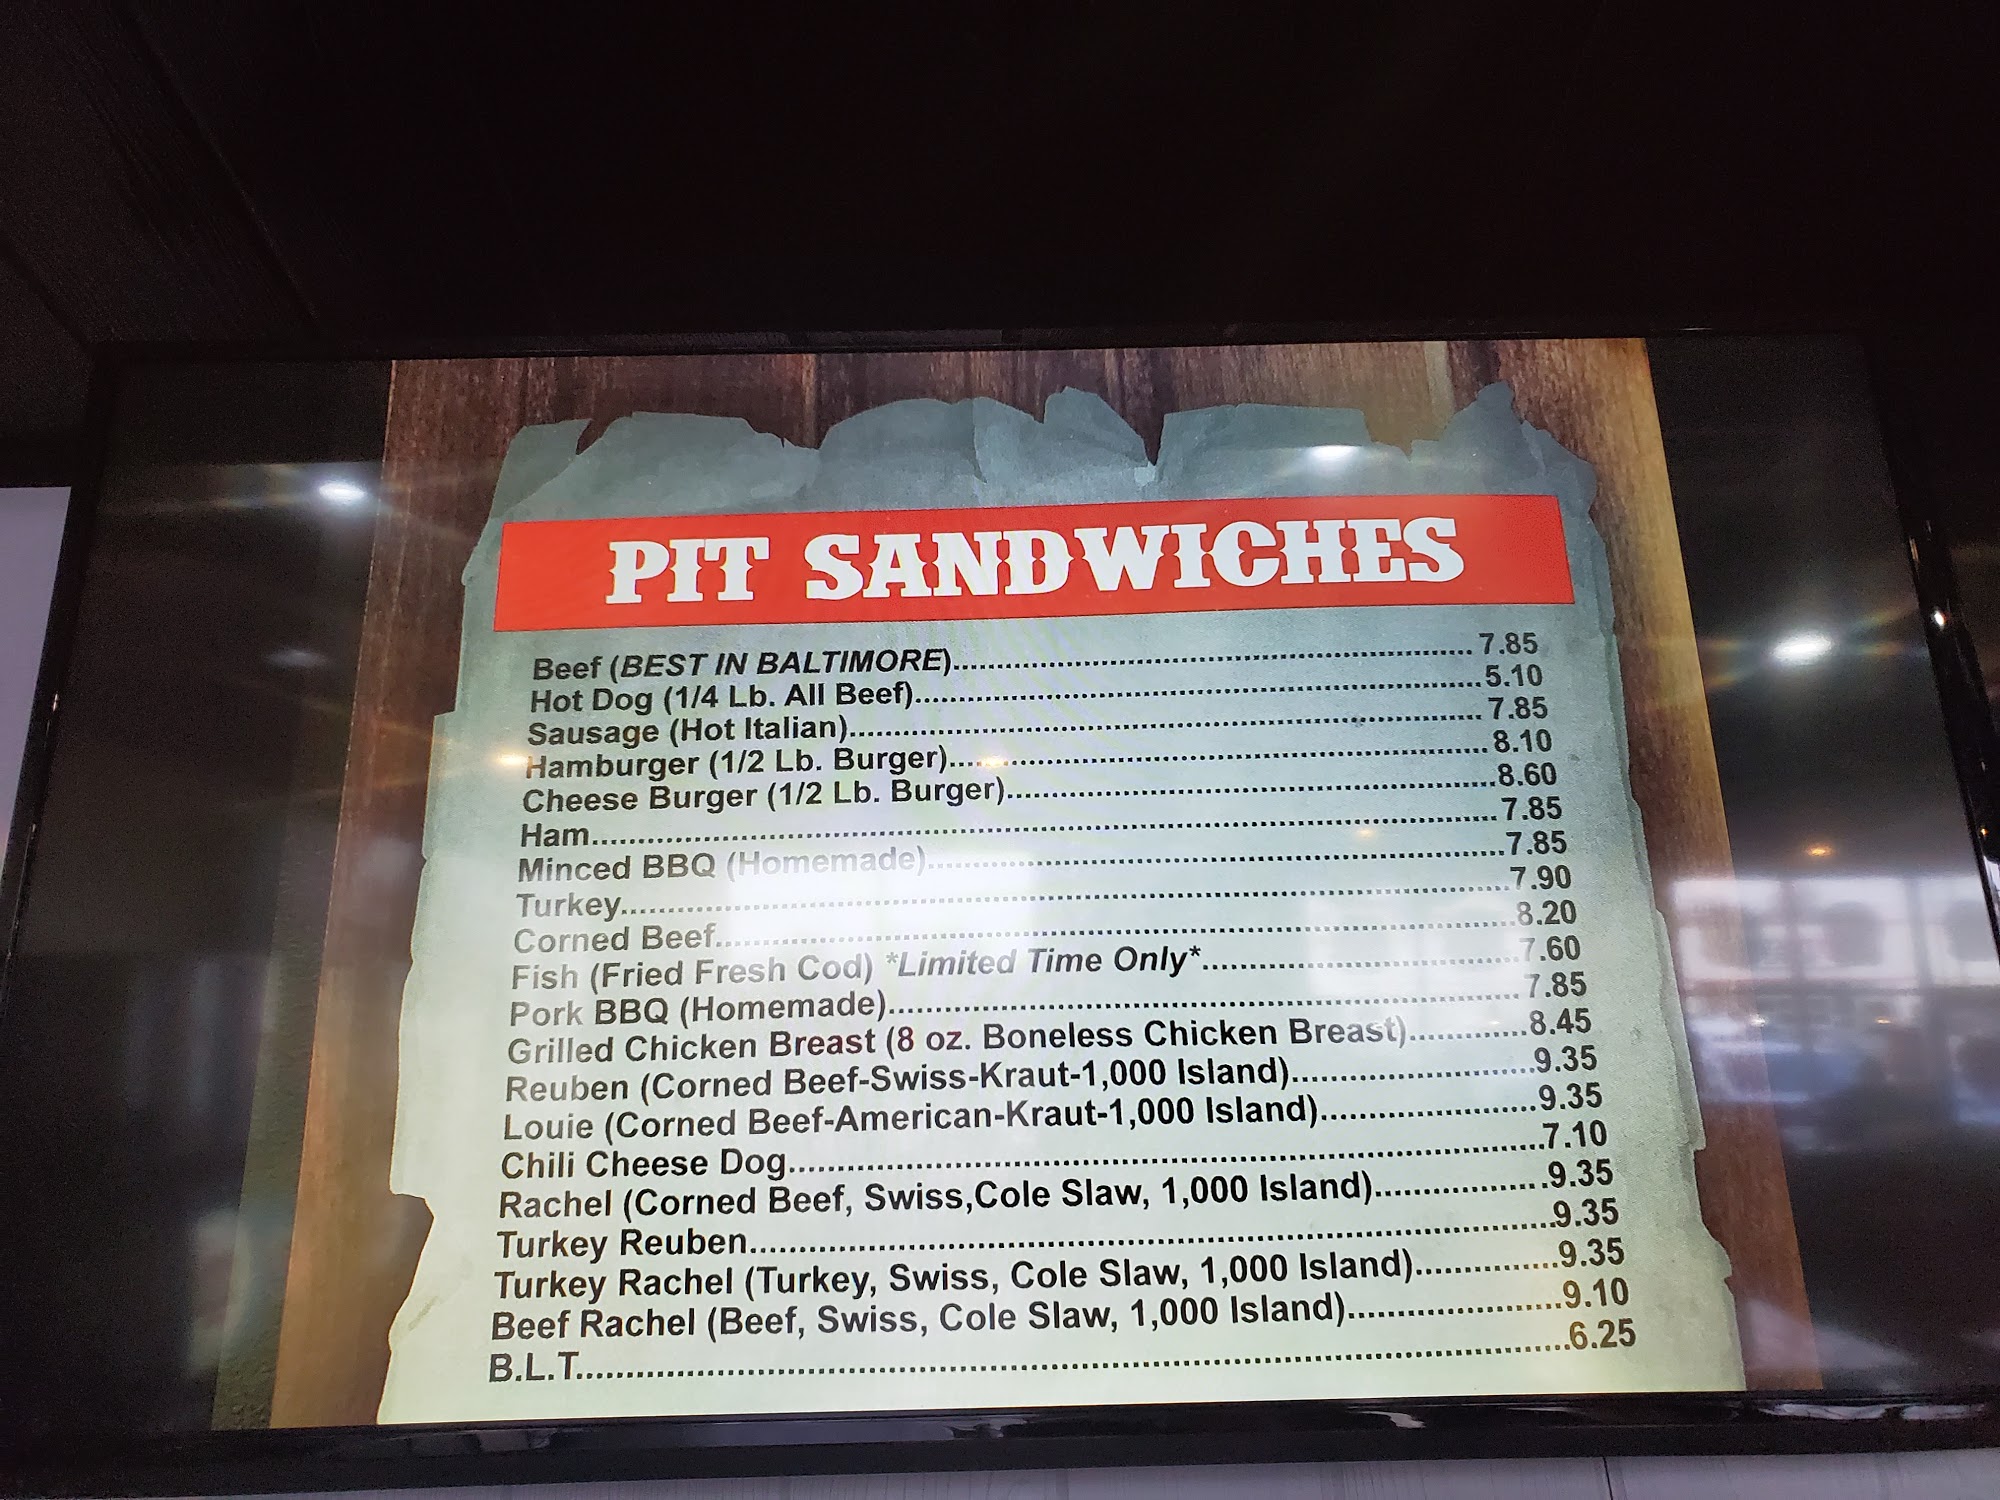 PIT SANDWICHES
Beef (BEST IN BALTIMORE)........7.85
Hot Dog (1/4 Lb. All Beef)........5.10
Sausage (Hot Italian)........7.85
Hamburger (1/2 Lb. Burger)........8.10
Cheese Burger (1/2 Lb. Burger)........8.60
Ham........7.85
Minced BBQ (Homemade)........7.85
Turkey........7.90
Corned Beef........8.20
Fish (Fried Fresh Cod) *Limited Time Only*........7.60
Pork BBQ (Homemade)........7.85
Grilled Chicken Breast (8 oz. Boneless Chicken Breast)........8.45
Reuben (Corned Beef-Swiss-Kraut-1,000 Island)........9.35
Louie (Corned Beef-American-Kraut-1,000 Island)........9.35
Chili Cheese Dog........7.10
Rachel (Corned Beef, Swiss,Cole Slaw, 1,000 Island)........9.35
Turkey Reuben........9.35
Turkey Rachel (Turkey, Swiss, Cole Slaw, 1,000 Island)........9.35
Beef Rachel (Beef, Swiss, Cole Slaw, 1,000 Island)........9.10
B.L.T........6.25